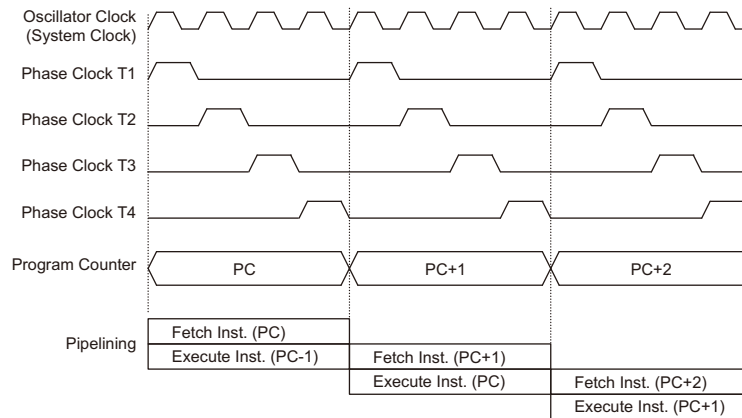 Oscillator Clock
(System Clock)
Phase Clock T1
Phase Clock T2
Phase Clock T3
Phase Clock T4
Program Counter
PC
PC+1
PC+2
Pipelining
Fetch Inst. (PC)
Execute Inst. (PC-1)
Fetch Inst. (PC+1)
Execute Inst. (PC)
Fetch Inst. (PC+2)
Execute Inst. (PC+1)